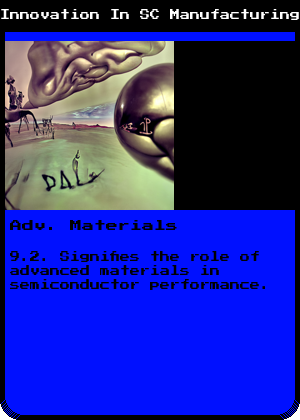 Innovation In SC Manufacturing
DALI
Adv. Materials
9.2. Signifies the role of
advanced materials in
semiconductor performance.